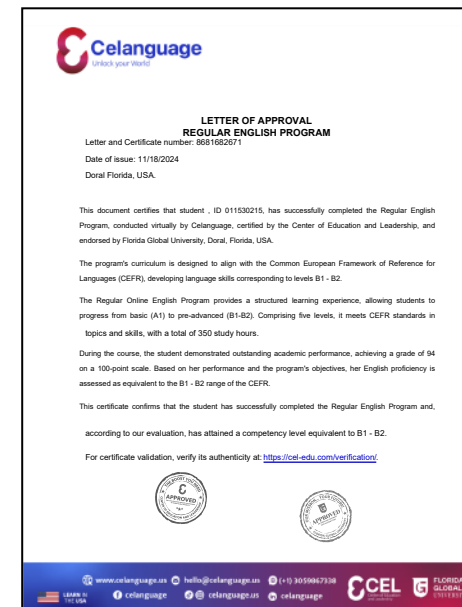 Celanguage
Unlock your World
LETTER OF APPROVAL
REGULAR ENGLISH PROGRAM
Letter and Certificate number: 8681682671
Date of issue: 11/18/2024
Doral Florida, USA.
This document certifies that student , ID 011530215, has successfully completed the Regular English
Program, conducted virtually by Celanguage, certified by the Center of Education and Leadership, and
endorsed by Florida Global University, Doral, Florida, USA.
The program's curriculum is designed to align with the Common European Framework of Reference for
Languages (CEFR), developing language skills corresponding to levels B1 - B2.
The Regular Online English Program provides a structured learning experience, allowing students to
progress from basic (A1) to pre-advanced (B1-B2). Comprising five levels, it meets CEFR standards in
topics and skills, with a total of 350 study hours.
During the course, the student demonstrated outstanding academic performance, achieving a grade of 94
on a 100-point scale. Based on her performance and the program's objectives, her English proficiency is
assessed as equivalent to the B1 - B2 range of the CEFR.
This certificate confirms that the student has successfully completed the Regular English Program and,
according to our evaluation, has attained a competency level equivalent to B1 - B2.
For certificate validation, verify its authenticity at: https://cel-edu.com/verification/.
APPROVED
APPROVED
www.celanguage.us hello@celanguage.us (+1) 3059867338
LEARN IN
THE USA
celanguage celanguage.us celanguage
CEL
FLORIDA
GLOBAL
UNIVERSITY